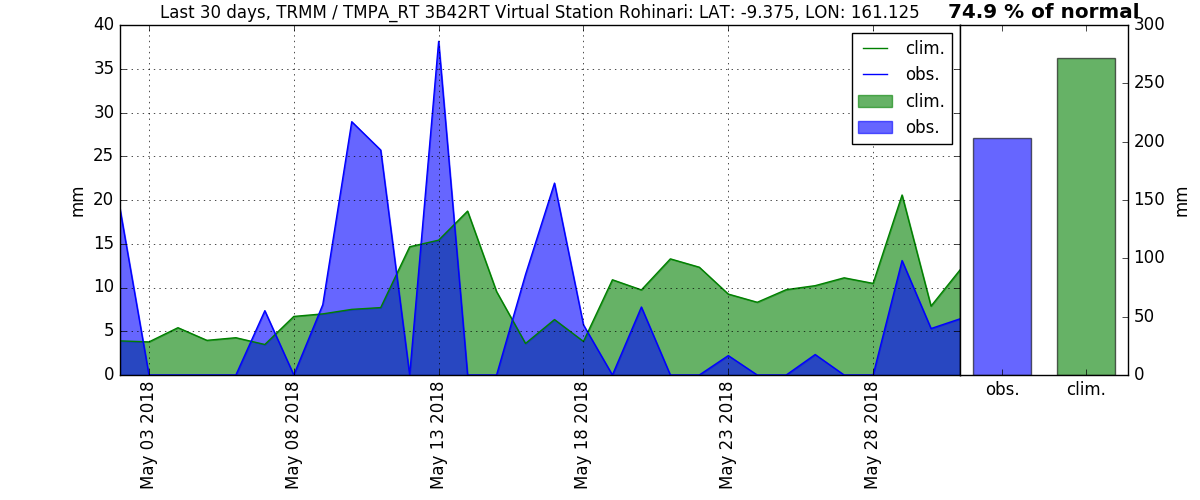 Last 30 days, TRMM / TMPA_RT 3B42RT Virtual Station Rohinari: LAT: -9.375, LON: 161.125
74.9 % of normal
mm
40
35
30
25
20
15
10
5
0
clim.
obs.
clim.
obs.
May 03 2018
May 08 2018
May 13 2018
May 18 2018
May 23 2018
May 28 2018
obs.
clim.
300
250
200
150
100
50
0
mm